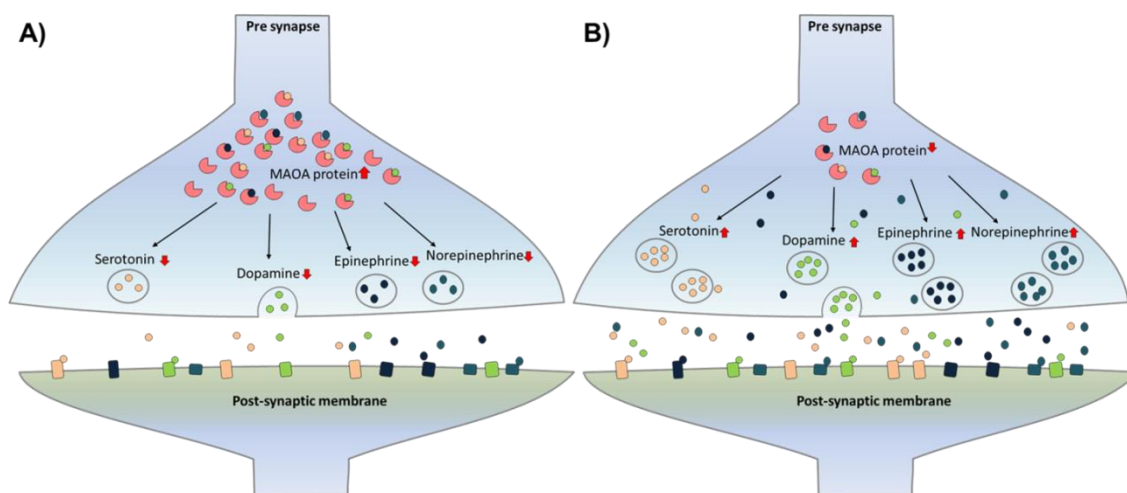 A)
Pre synapse
MAOA protein
Serotonin
Dopamine
Epinephrine
Norepinephrine
Post-synaptic membrane
B)
Pre synapse
MAOA protein
Serotonin
Dopamine
Epinephrine
Norepinephrine
Post-synaptic membrane